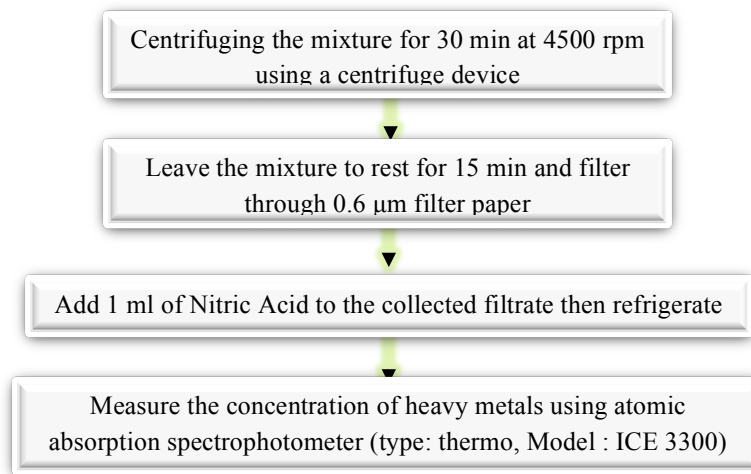 Centrifuging the mixture for 30 min at 4500 rpm
using a centrifuge device
Leave the mixture to rest for 15 min and filter
through 0.6 μm filter paper
Add 1 ml of Nitric Acid to the collected filtrate then refrigerate
Measure the concentration of heavy metals using atomic
absorption spectrophotometer (type: thermo, Model : ICE 3300)